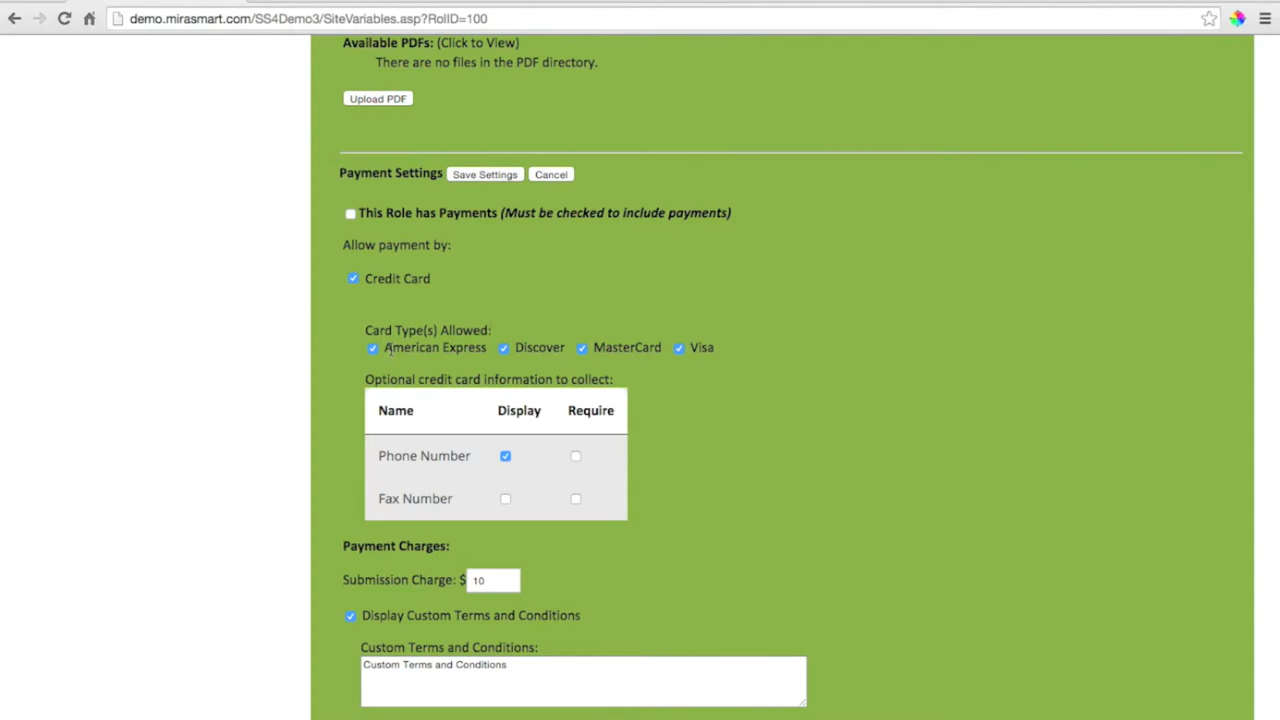 demo.mirasmart.com/SS4Demo3/SiteVariables.asp?RolID=100
Available PDFs: (Click to View)
There are no files in the PDF directory.
Upload PDF
Payment Settings Save Settings Cancel
This Role has Payments (Must be checked to include payments)
Allow payment by:
Credit Card
Card Type(s) Allowed:
American Express Discover MasterCard Visa
Optional credit card information to collect:
Name Display Require
Phone Number
Fax Number
Payment Charges:
Submission Charge: $ 10
Display Custom Terms and Conditions
Custom Terms and Conditions:
Custom Terms and Conditions